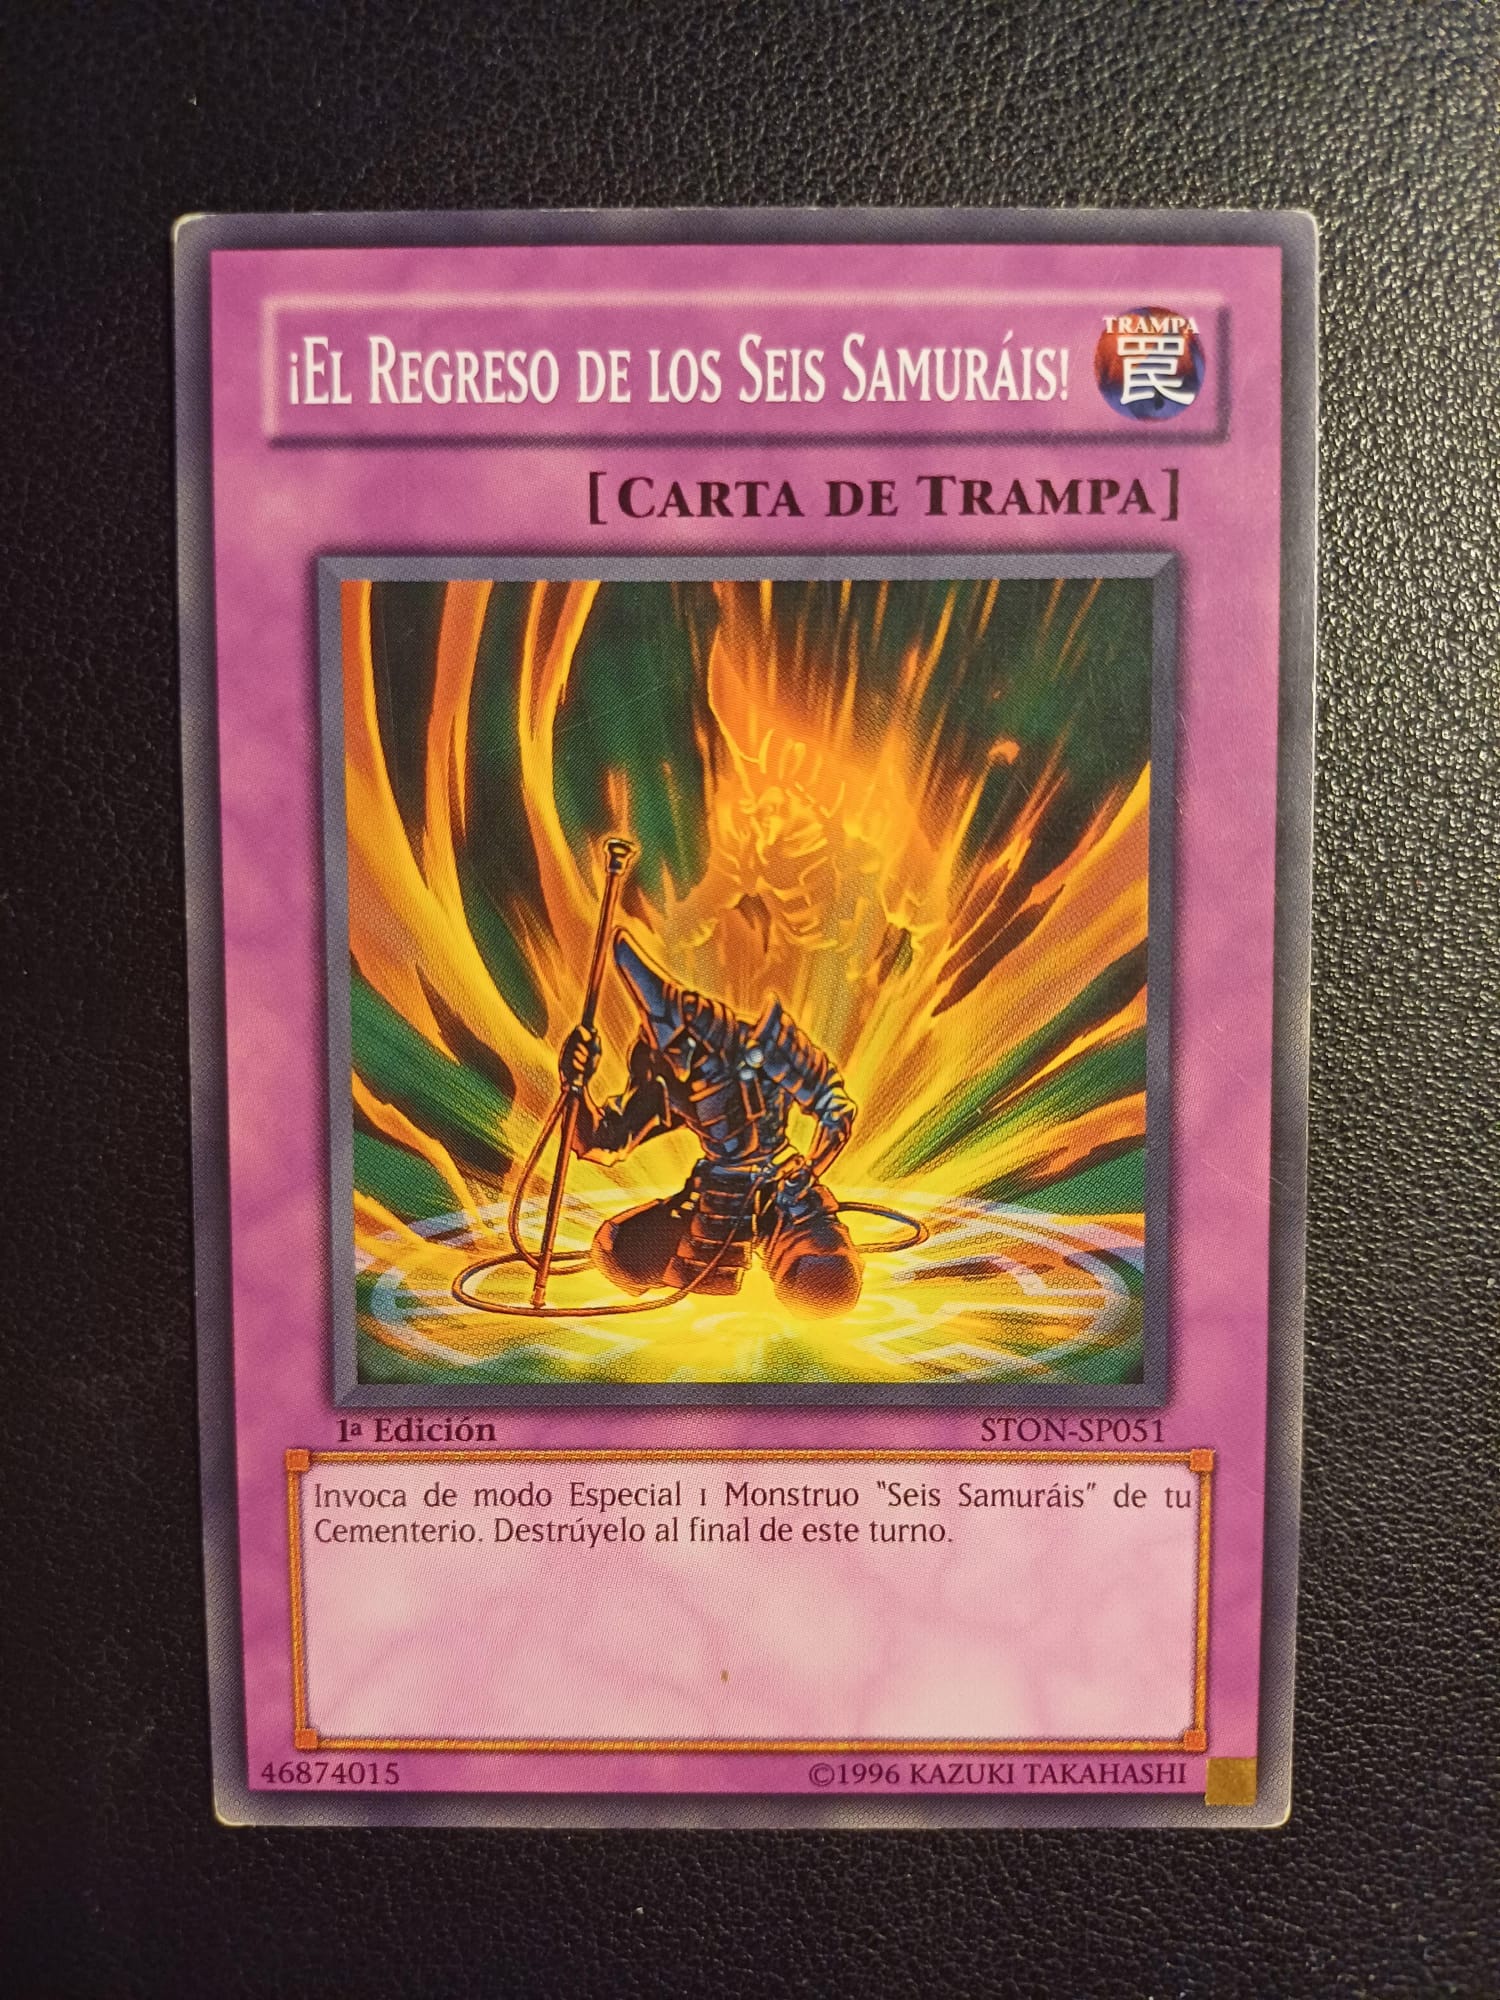 ¡El Regreso de los Seis Samuráis!
TRAMPA
罠
[Carta de Trampa]
1ª Edición
STON-SP051
Invoca de modo Especial 1 Monstruo "Seis Samuráis" de tu
Cementerio. Destrúyelo al final de este turno.
46874015
©1996 KAZUKI TAKAHASHI